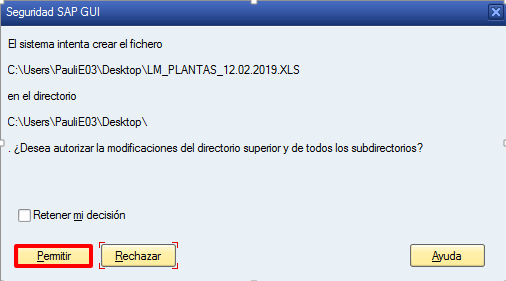 Seguridad SAP GUI
El sistema intenta crear el fichero
C:\Users\PauliE03\Desktop\LM_PLANTAS_12.02.2019.XLS
en el directorio
C:\Users\PauliE03\Desktop\
. ¿Desea autorizar la modificaciones del directorio superior y de todos los subdirectorios?
Retener mi decisión
Permitir Rechazar Ayuda